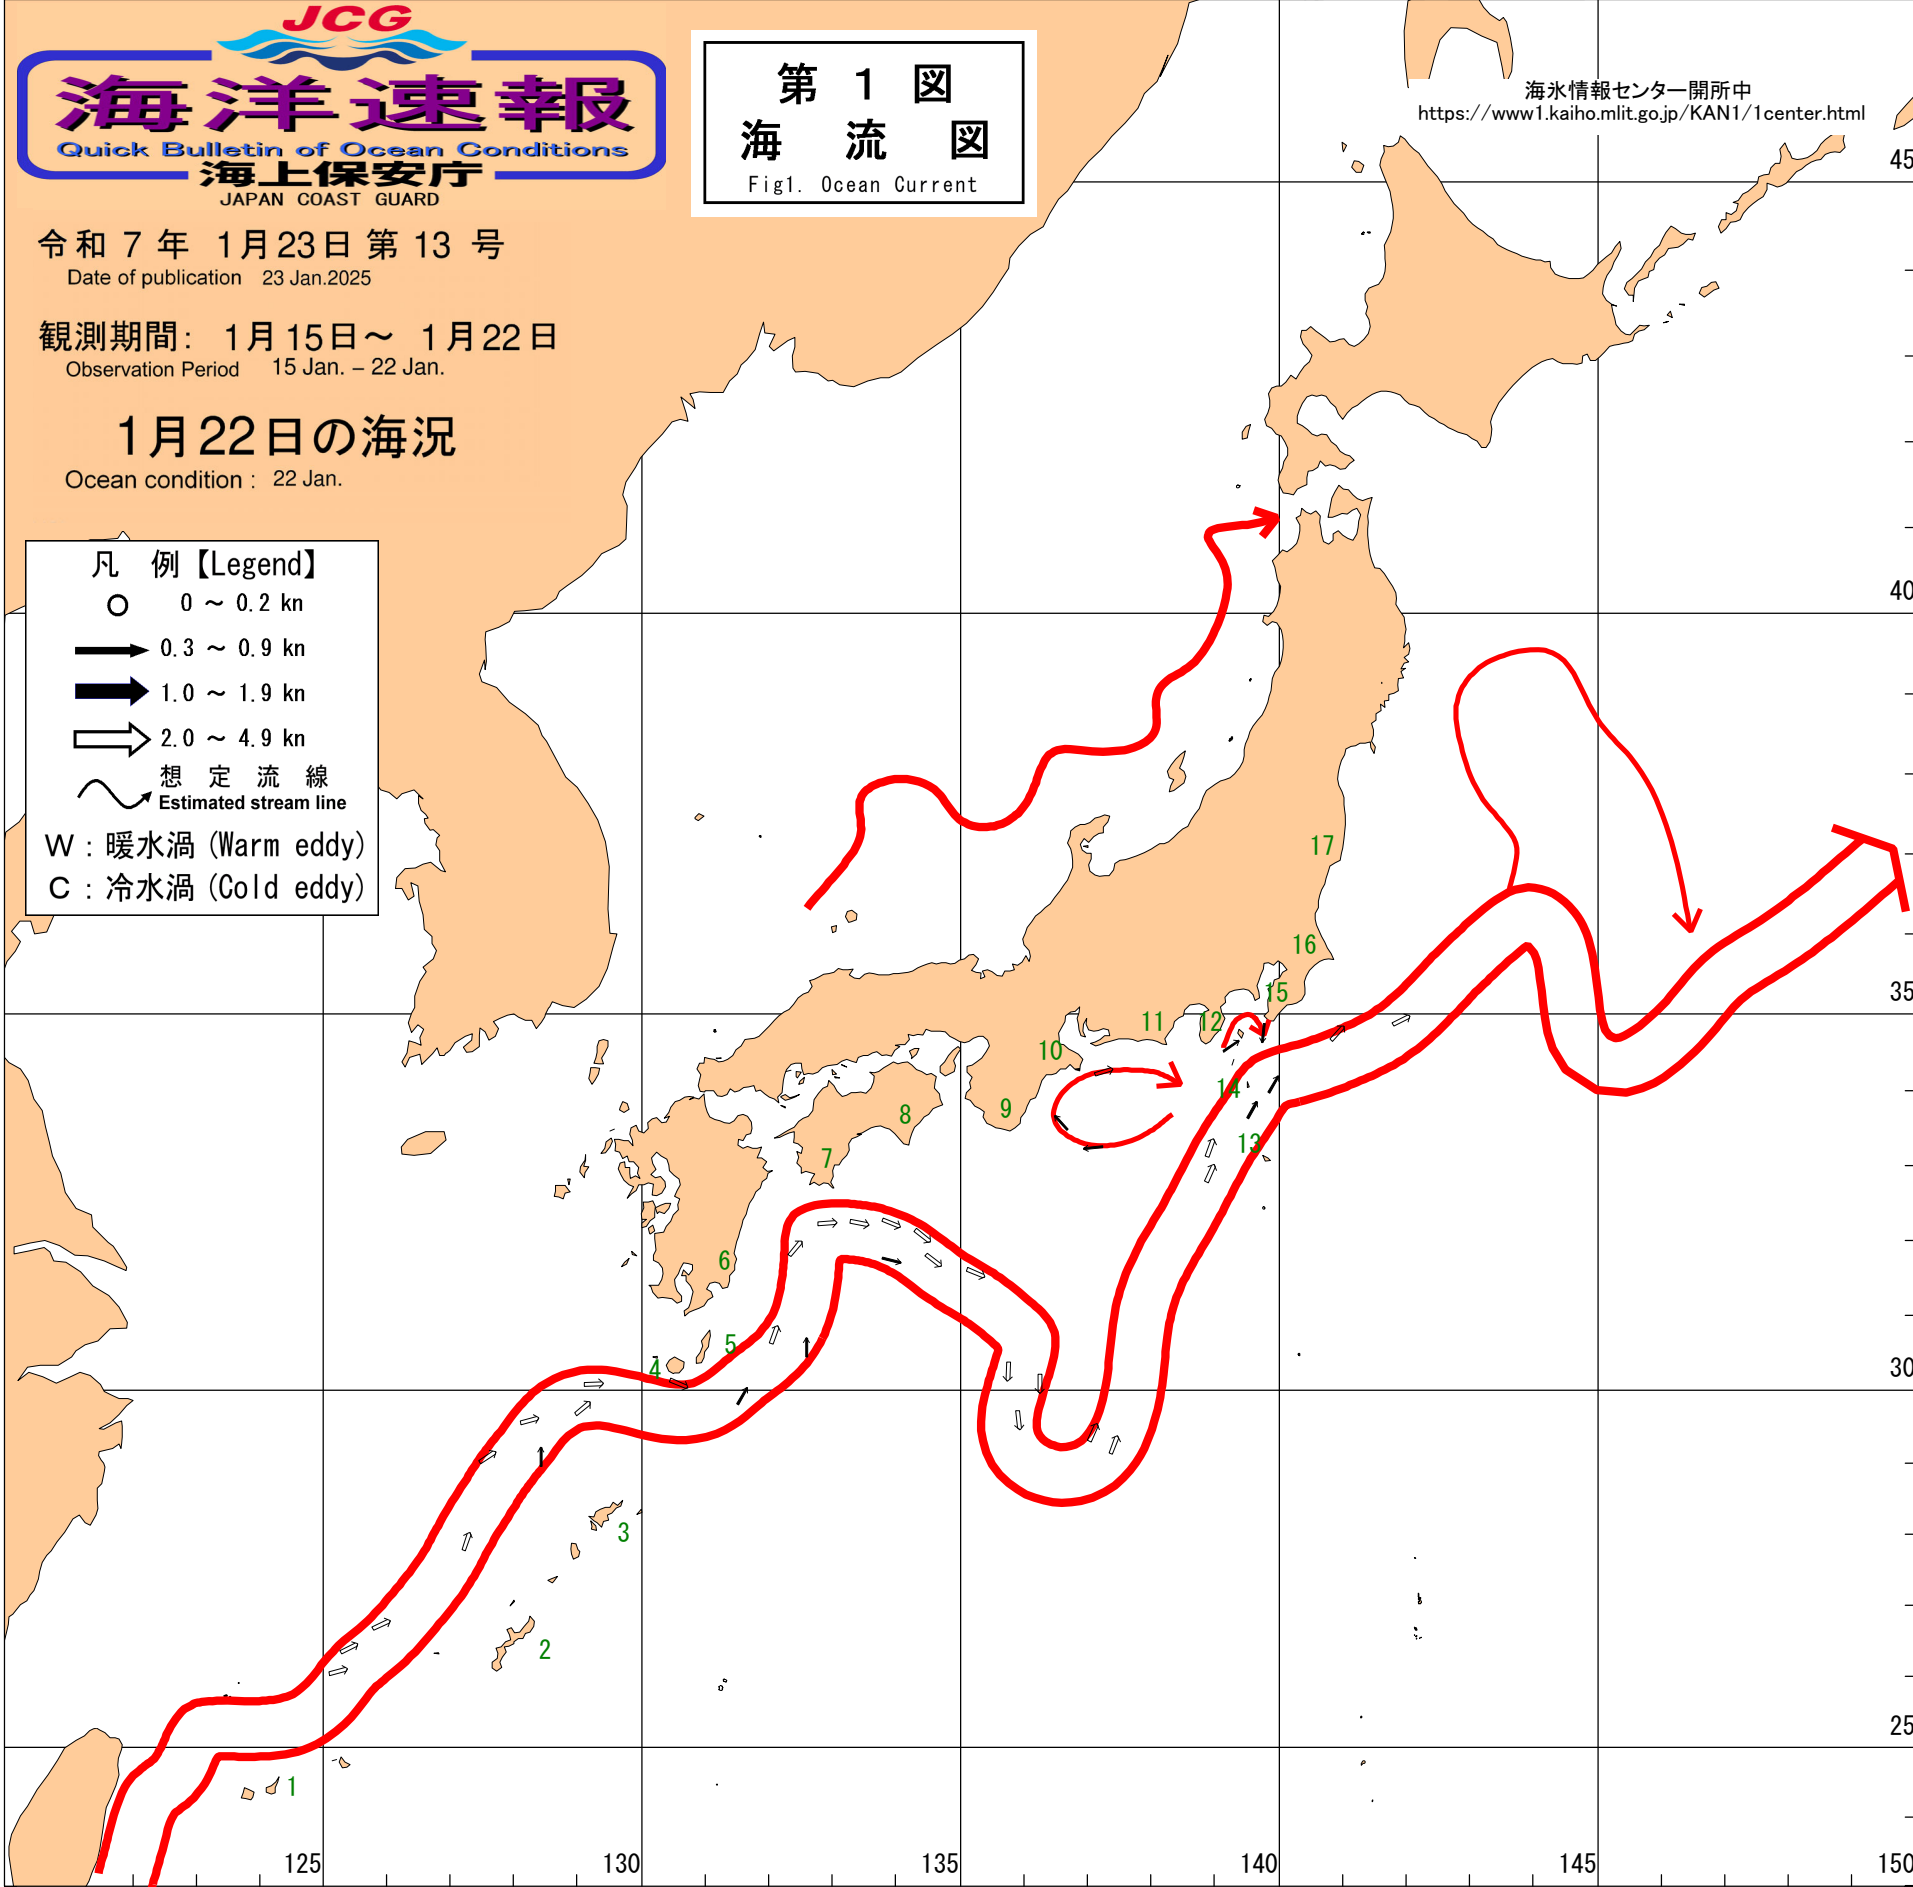 JCG
海洋速報
Quick Bulletin of Ocean Conditions
海上保安庁
JAPAN COAST GUARD
令和 7 年 1月23日 第 13 号
Date of publication 23 Jan.2025
観測期間: 1月15日～ 1月22日
Observation Period 15 Jan. – 22 Jan.
1月22日の海況
Ocean condition : 22 Jan.
第 1 図
海 流 図
Fig1. Ocean Current
海氷情報センター開所中
https://www1.kaiho.mlit.go.jp/KAN1/1center.html
凡 例【Legend】
0 ～ 0.2 kn
0.3 ～ 0.9 kn
1.0 ～ 1.9 kn
2.0 ～ 4.9 kn
想 定 流 線
Estimated stream line
W : 暖水渦 (Warm eddy)
C : 冷水渦 (Cold eddy)
45
40
35
30
25
17
16
15
12
11
10
14
9
8
13
7
6
5
4
3
2
1
125
130
135
140
145
150